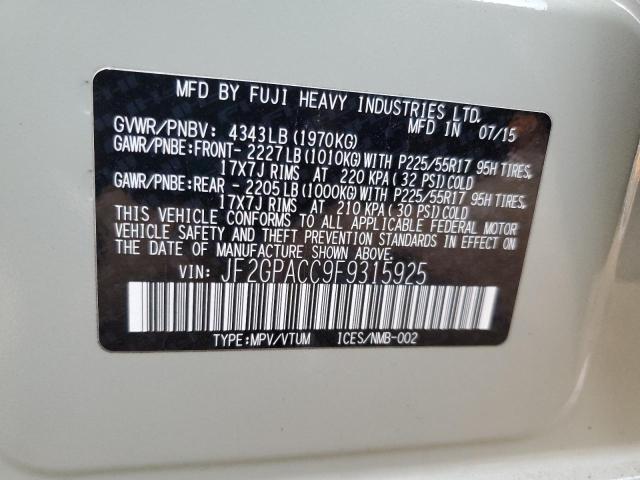 MFD BY FUJI HEAVY INDUSTRIES LTD.
MFD IN 07/15
GVWR/PNBV: 4343LB (1970KG)
GAWR/PNBE:FRONT- 2227LB (1010KG) WITH P225/55R17 95H TIRES,
17X7J RIMS AT 220 KPA ( 32 PSI) COLD
GAWR/PNBE:REAR - 2205LB (1000KG) WITH P225/55R17 95H TIRES,
17X7J RIMS AT 210 KPA ( 30 PSI) COLD
THIS VEHICLE CONFORMS TO ALL APPLICABLE FEDERAL MOTOR
VEHICLE SAFETY AND THEFT PREVENTION STANDARDS IN EFFECT ON
THE DATE OF MANUFACTURE SHOWN ABOVE.
VIN: JF2GPACC9F9315925
TYPE:MPV/VTUM ICES/NMB-002